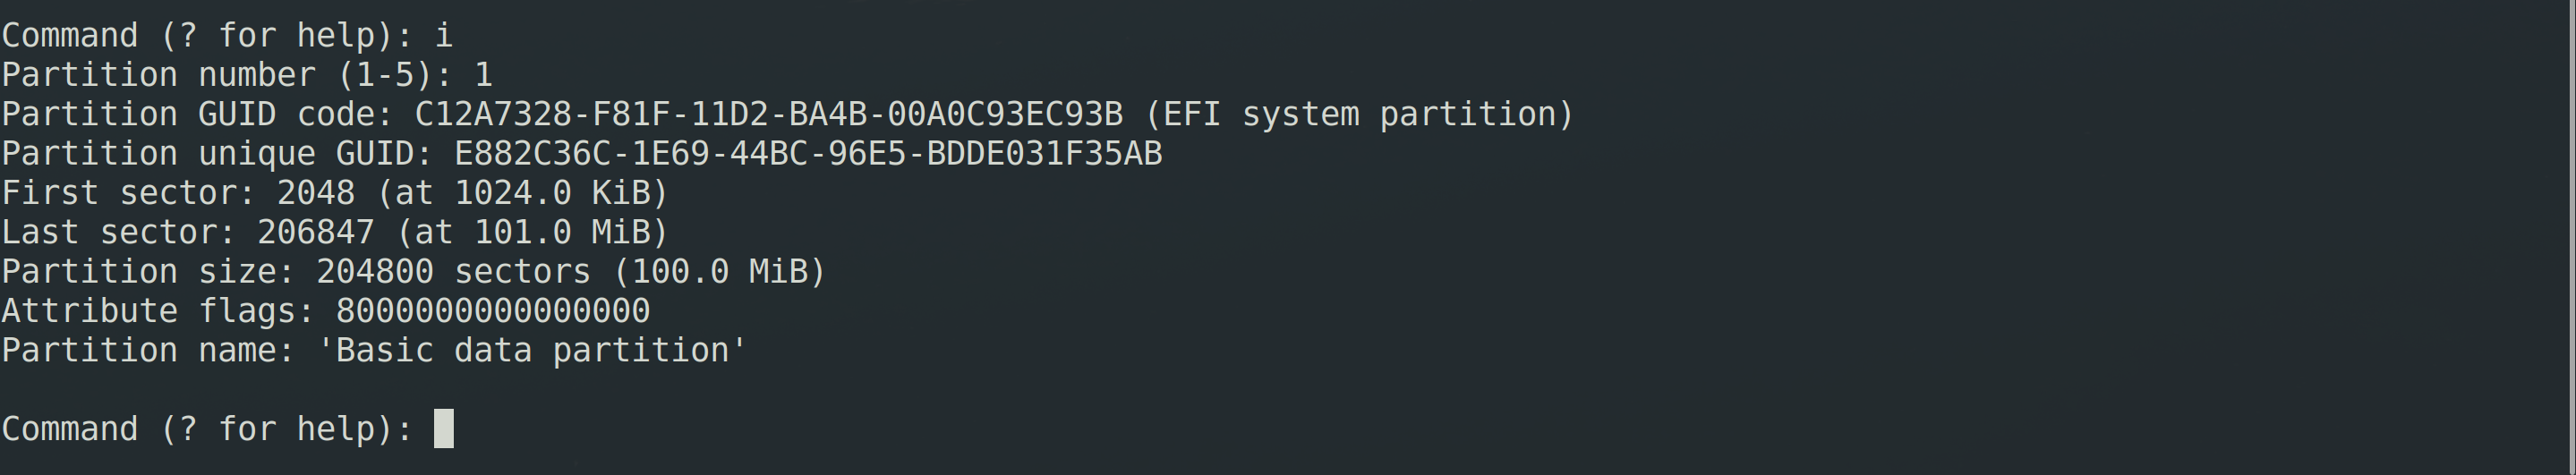 Command (? for help): i
Partition number (1-5): 1
Partition GUID code: C12A7328-F81F-11D2-BA4B-00A0C93EC93B (EFI system partition)
Partition unique GUID: E882C36C-1E69-44BC-96E5-BDDE031F35AB
First sector: 2048 (at 1024.0 KiB)
Last sector: 206847 (at 101.0 MiB)
Partition size: 204800 sectors (100.0 MiB)
Attribute flags: 8000000000000000
Partition name: 'Basic data partition'
Command (? for help):